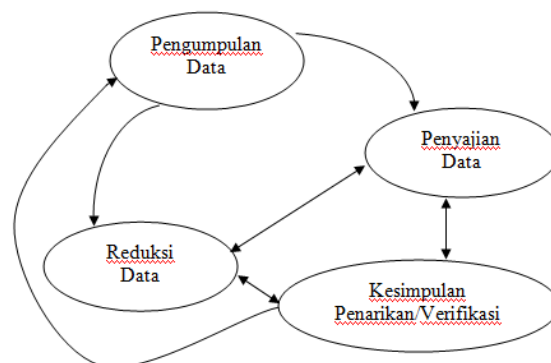 Pengumpulan
Data
Penyajian
Data
Reduksi
Data
Kesimpulan
Penarikan/Verifikasi